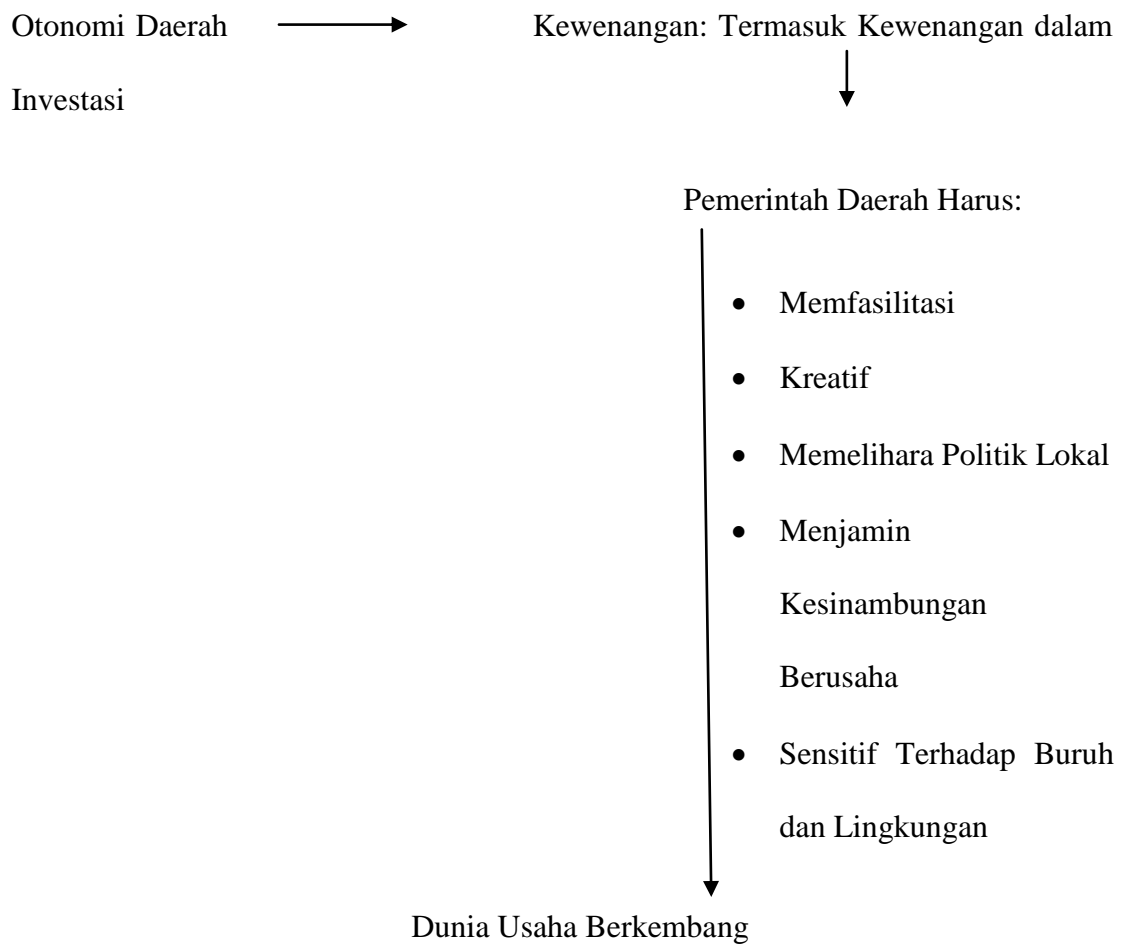 Otonomi Daerah Kewenangan: Termasuk Kewenangan dalam
Investasi
Pemerintah Daerah Harus:
• Memfasilitasi
• Kreatif
• Memelihara Politik Lokal
• Menjamin
Kesinambungan
Berusaha
• Sensitif Terhadap Buruh
dan Lingkungan
Dunia Usaha Berkembang